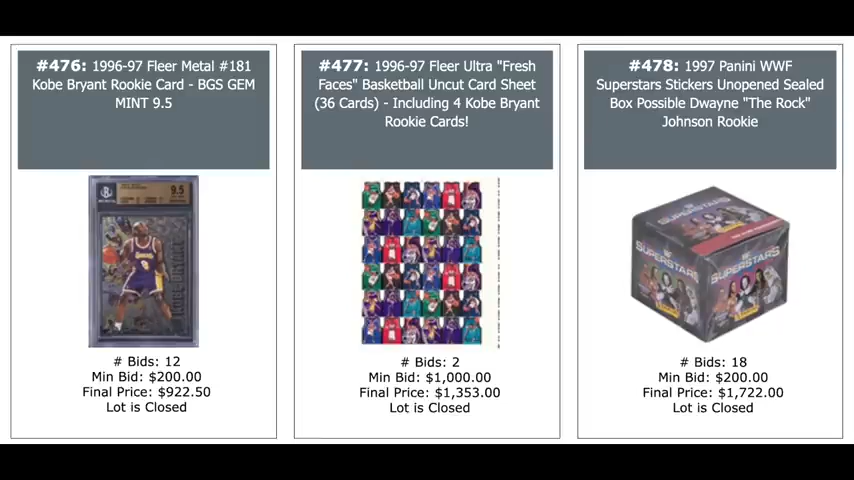 #476: 1996-97 Fleer Metal #181
Kobe Bryant Rookie Card - BGS GEM
MINT 9.5
9.5
KOBE BRYANT
# Bids: 12
Min Bid: $200.00
Final Price: $922.50
Lot is Closed
#477: 1996-97 Fleer Ultra "Fresh
Faces" Basketball Uncut Card Sheet
(36 Cards) - Including 4 Kobe Bryant
Rookie Cards!
# Bids: 2
Min Bid: $1,000.00
Final Price: $1,353.00
Lot is Closed
#478: 1997 Panini WWF
Superstars Stickers Unopened Sealed
Box Possible Dwayne "The Rock"
Johnson Rookie
SUPERSTARS
SUPERSTARS
SUPERSTARS
# Bids: 18
Min Bid: $200.00
Final Price: $1,722.00
Lot is Closed